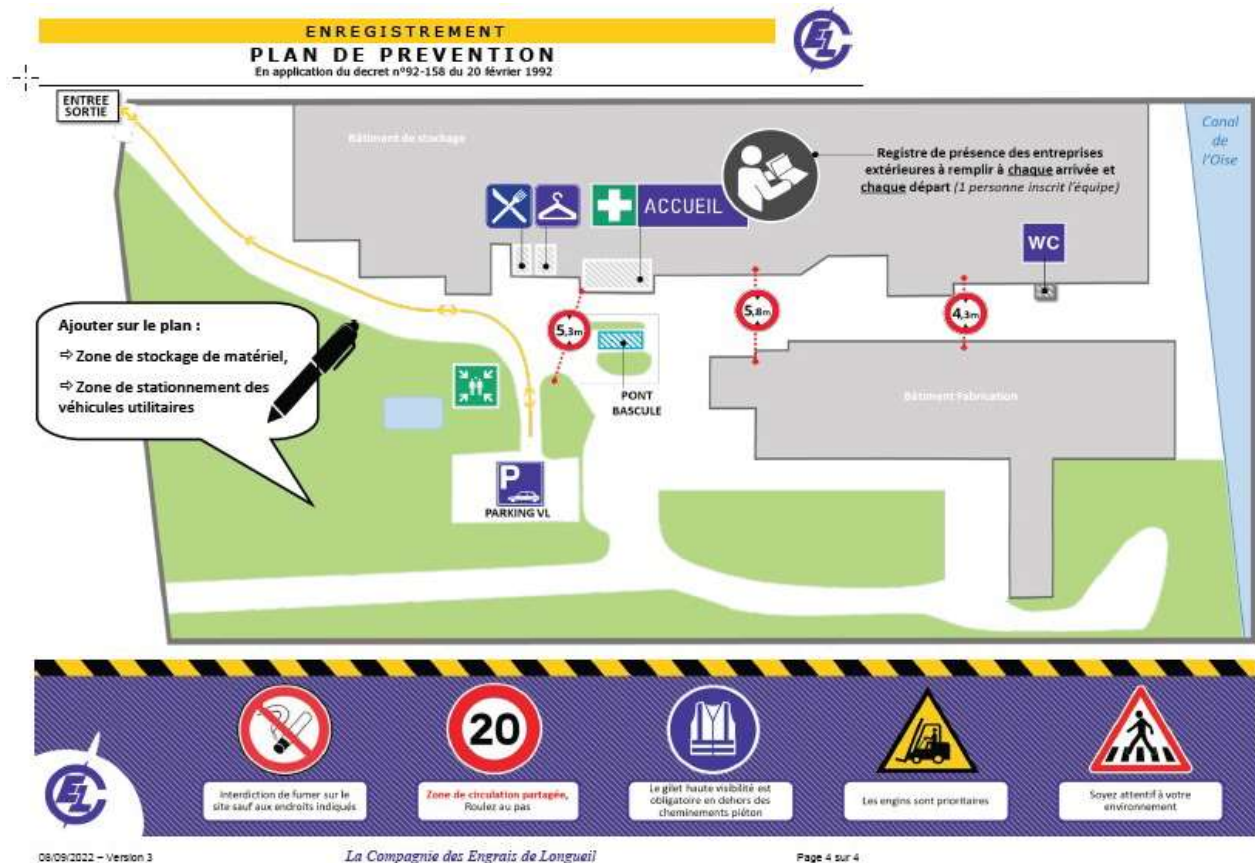 ENREGISTREMENT
PLAN DE PREVENTION
En application du decret n°92-158 du 20 février 1992
ENTREE
SORTIE
Bâtiment de stockage
Registre de présence des entreprises
extérieures à remplir à chaque arrivée et
chaque départ (1 personne inscrit l'équipe)
Canal
de
l'Oise
ACCUEIL
WC
5,3m
5,8m
4,3m
Ajouter sur le plan :
⇨ Zone de stockage de matériel,
⇨ Zone de stationnement des
véhicules utilitaires
PONT
BASCULE
Bâtiment Fabrication
P
PARKING VL
20
Interdiction de fumer sur le
site sauf aux endroits indiqués
Zone de circulation partagée,
Roulez au pas
Le gilet haute visibilité est
obligatoire en dehors des
cheminements piéton
Les engins sont prioritaires
Soyez attentif à votre
environnement
08/09/2022 – Version 3
La Compagnie des Engrais de Longueil
Page 4 sur 4